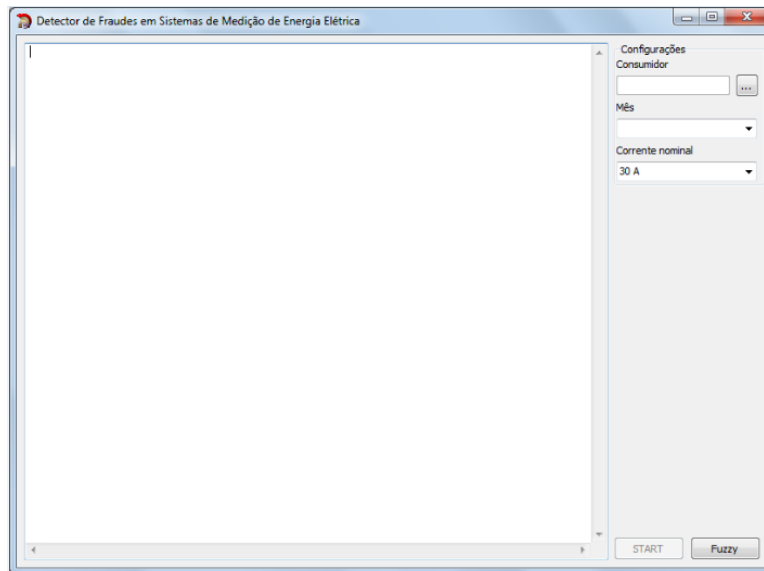 Detector de Fraudes em Sistemas de Medição de Energia Elétrica
Configurações
Consumidor
...
Mês
Corrente nominal
30 A
START
Fuzzy